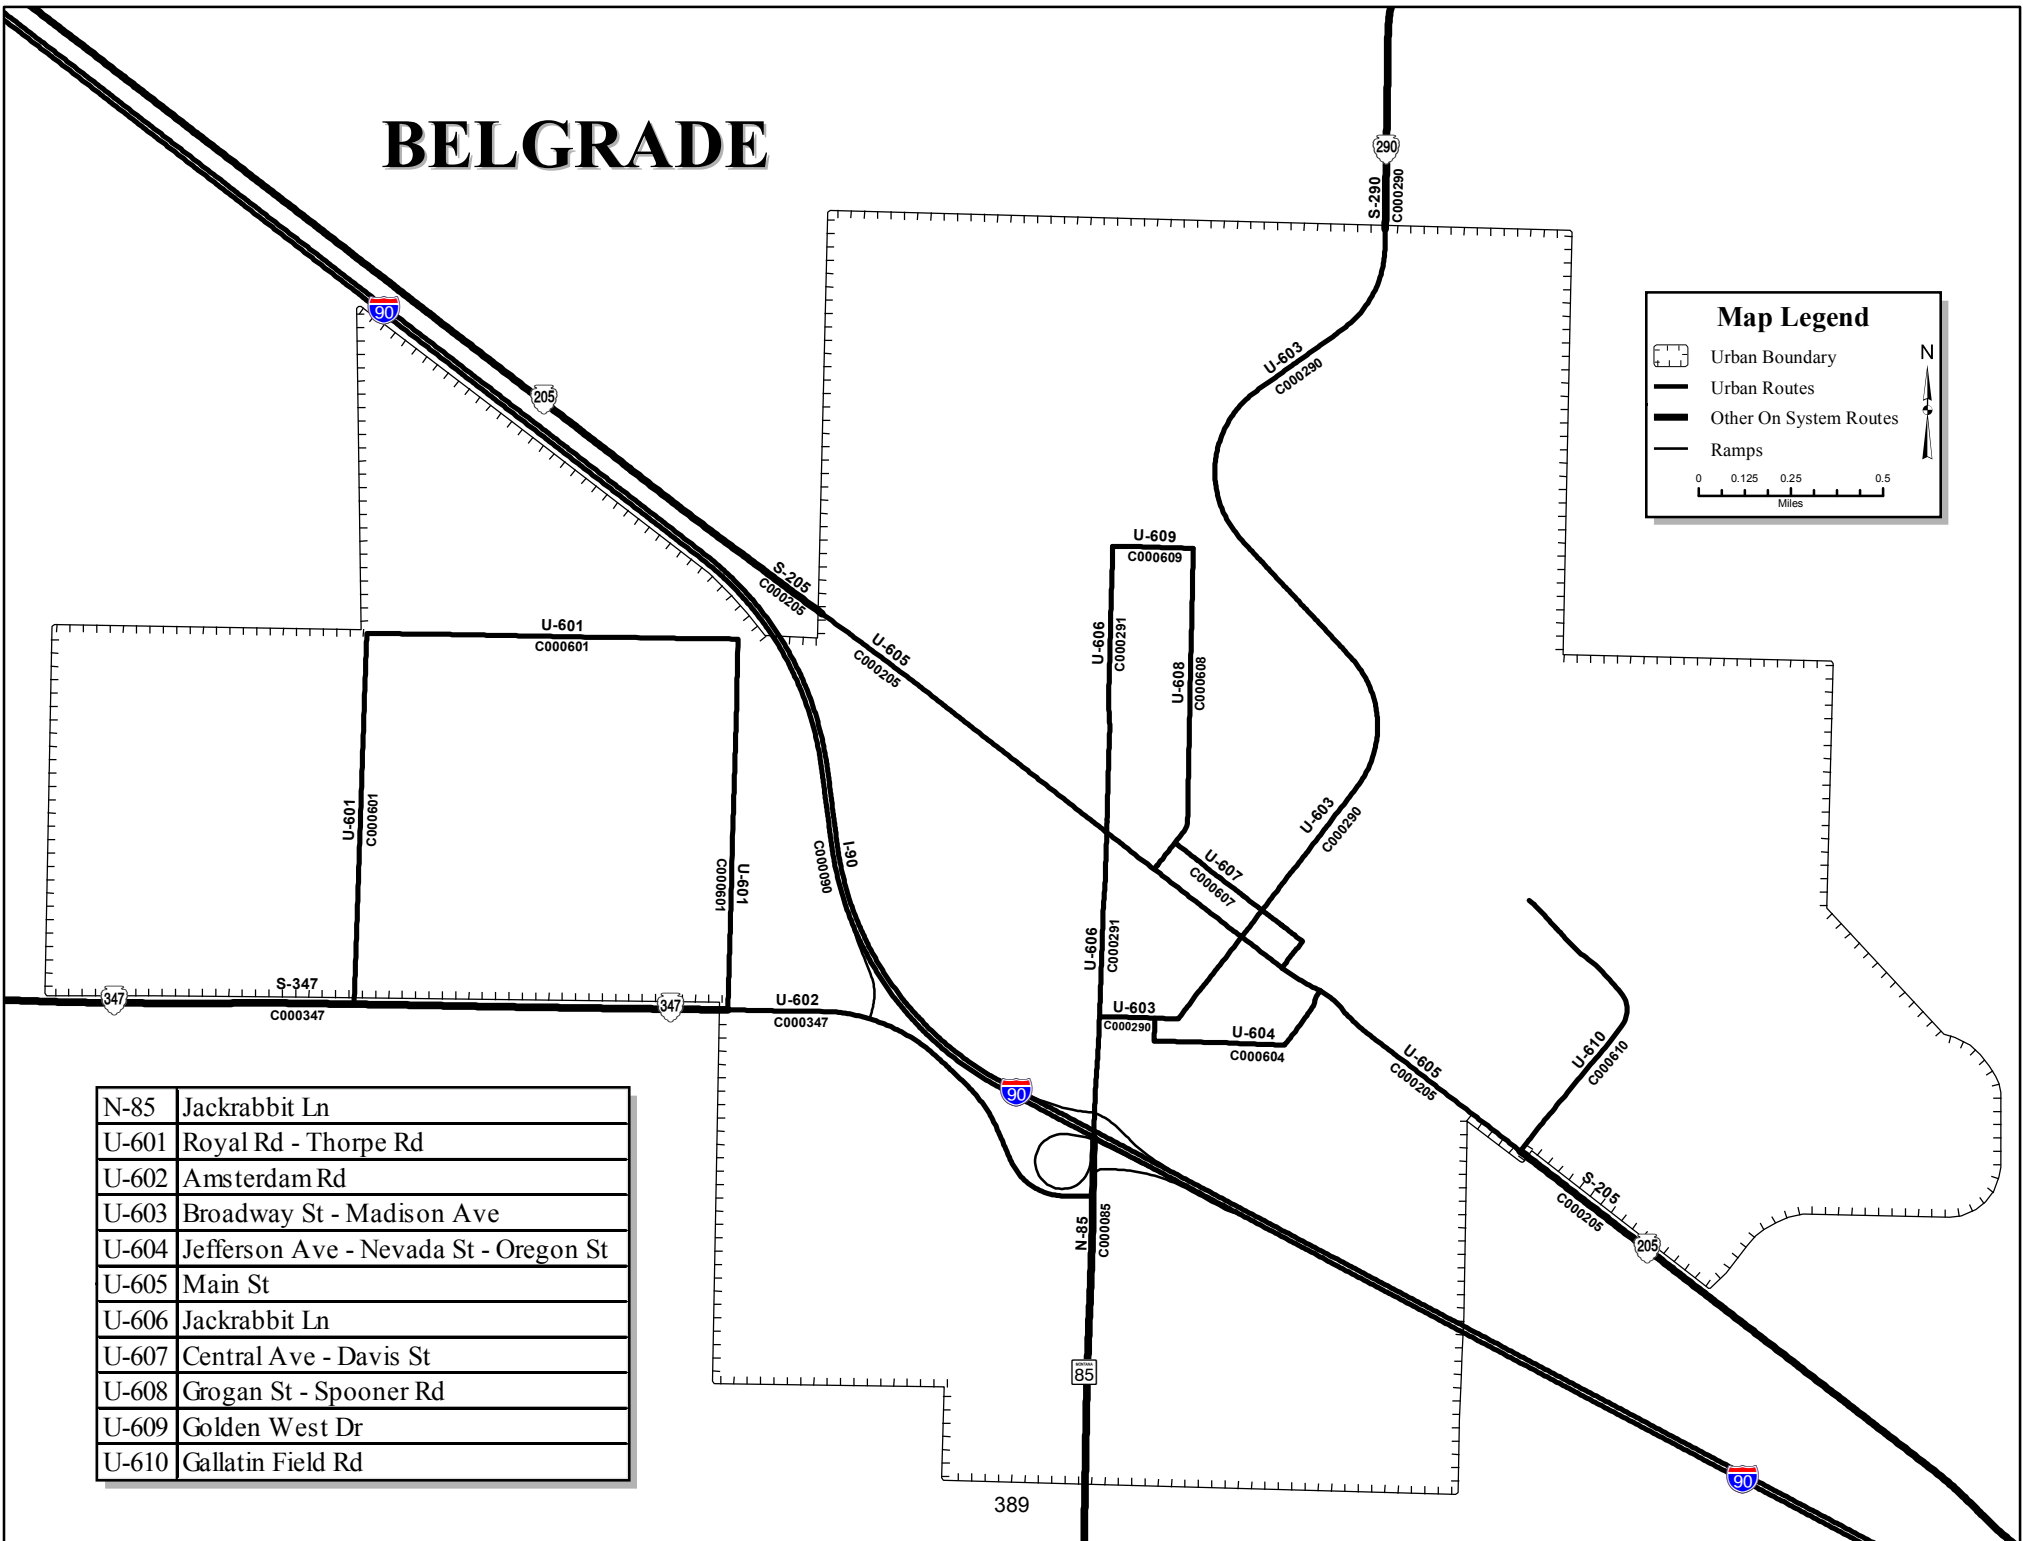 BELGRADE
290
S-290
C000290
90
205
U-603
C000290
Map Legend
Urban Boundary
N
Urban Routes
Other On System Routes
Ramps
0 0.125 0.25 0.5
Miles
S-205
C000205
U-609
C000609
U-601
C000601
U-605
C000205
U-606
C000291
U-608
C000608
U-601
C000601
U-601
C000601
I-90
C000090
U-603
C000290
U-607
C000607
U-606
C000291
347
S-347
C000347
347
U-602
C000347
U-603
C000290
U-604
C000604
U-605
C000205
U-610
C000610
90
N-85 Jackrabbit Ln
U-601 Royal Rd - Thorpe Rd
U-602 Amsterdam Rd
U-603 Broadway St - Madison Ave
U-604 Jefferson Ave - Nevada St - Oregon St
U-605 Main St
U-606 Jackrabbit Ln
U-607 Central Ave - Davis St
U-608 Grogan St - Spooner Rd
U-609 Golden West Dr
U-610 Gallatin Field Rd
N-85
C000085
S-205
C000205
205
MONTANA
85
90
389